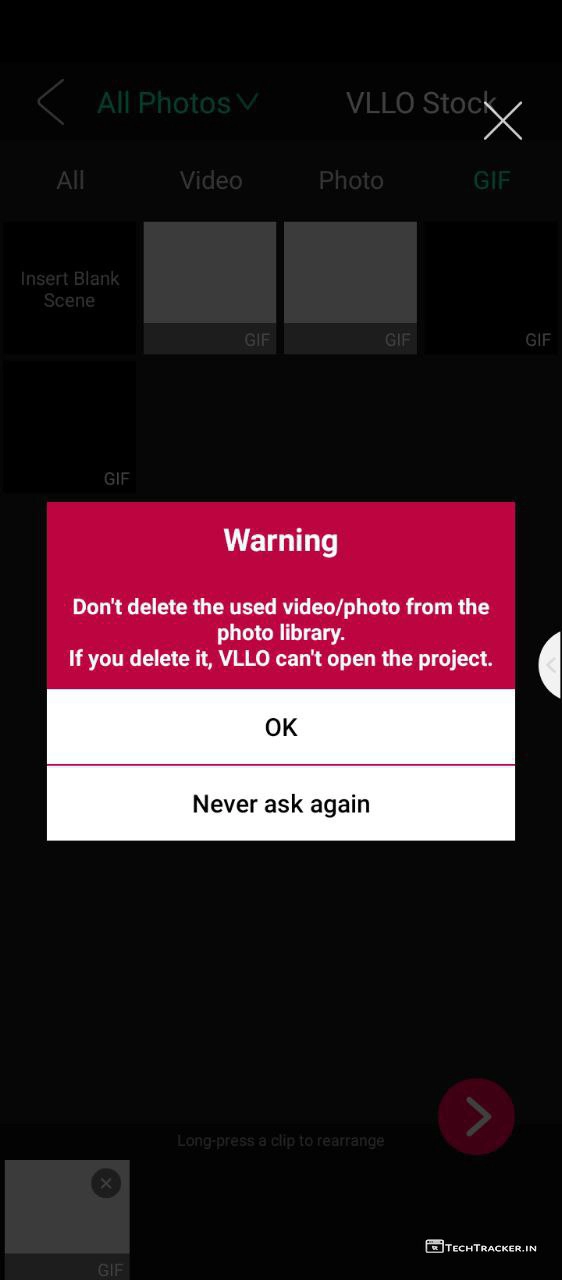 All Photos
VLLO Stock
All
Video
Photo
GIF
Insert Blank
Scene
GIF
GIF
GIF
GIF
Warning
Don't delete the used video/photo from the
photo library.
If you delete it, VLLO can't open the project.
OK
Never ask again
Long-press a clip to rearrange
GIF
TECHTRACKER.IN